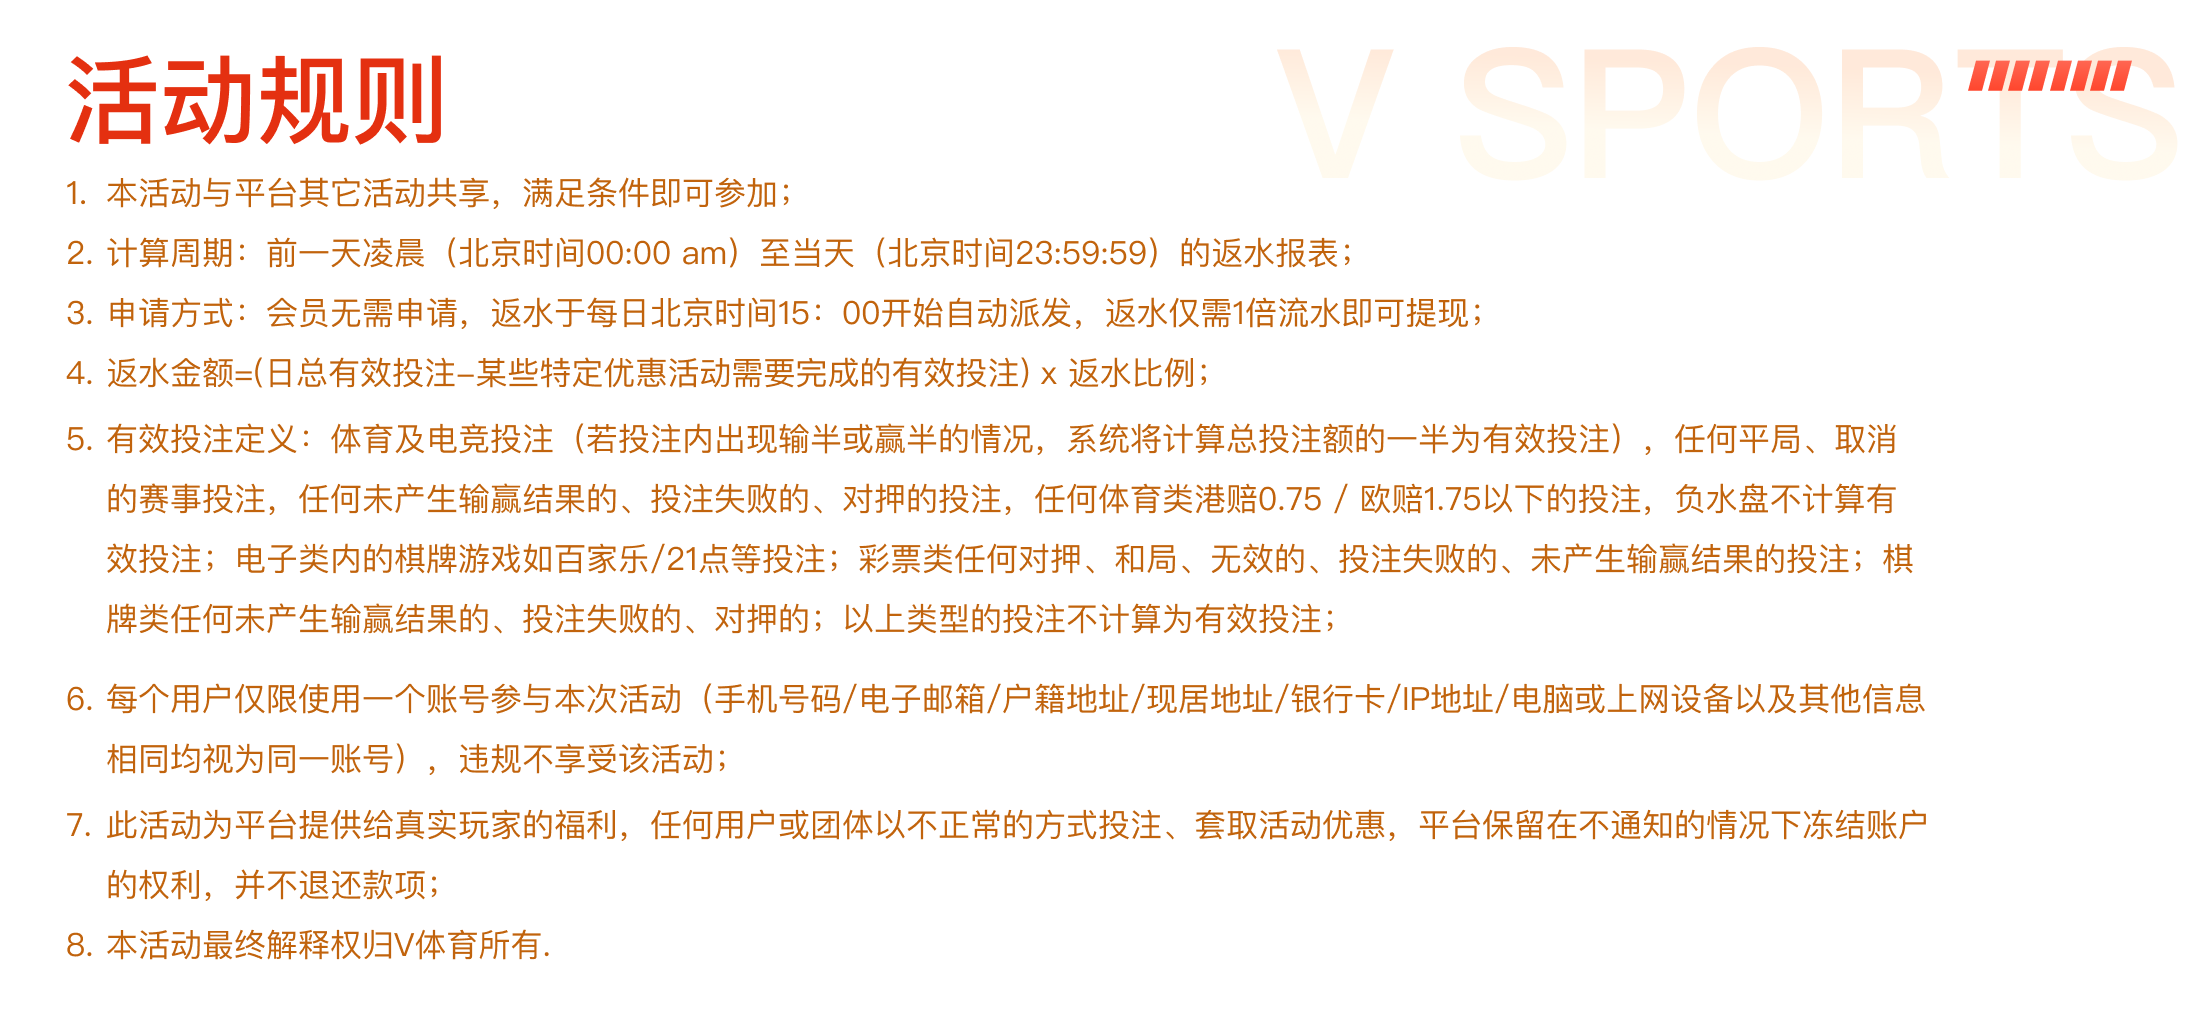 V SPORTS
活动规则
1. 本活动与平台其它活动共享，满足条件即可参加；
2. 计算周期：前一天凌晨（北京时间00:00 am）至当天（北京时间23:59:59）的返水报表；
3. 申请方式：会员无需申请，返水于每日北京时间15：00开始自动派发，返水仅需1倍流水即可提现；
4. 返水金额=(日总有效投注–某些特定优惠活动需要完成的有效投注) x 返水比例；
5. 有效投注定义：体育及电竞投注（若投注内出现输半或赢半的情况，系统将计算总投注额的一半为有效投注），任何平局、取消
的赛事投注，任何未产生输赢结果的、投注失败的、对押的投注，任何体育类港赔0.75 / 欧赔1.75以下的投注，负水盘不计算有
效投注；电子类内的棋牌游戏如百家乐/21点等投注；彩票类任何对押、和局、无效的、投注失败的、未产生输赢结果的投注；棋
牌类任何未产生输赢结果的、投注失败的、对押的；以上类型的投注不计算为有效投注；
6. 每个用户仅限使用一个账号参与本次活动（手机号码/电子邮箱/户籍地址/现居地址/银行卡/IP地址/电脑或上网设备以及其他信息
相同均视为同一账号），违规不享受该活动；
7. 此活动为平台提供给真实玩家的福利，任何用户或团体以不正常的方式投注、套取活动优惠，平台保留在不通知的情况下冻结账户
的权利，并不退还款项；
8. 本活动最终解释权归V体育所有.